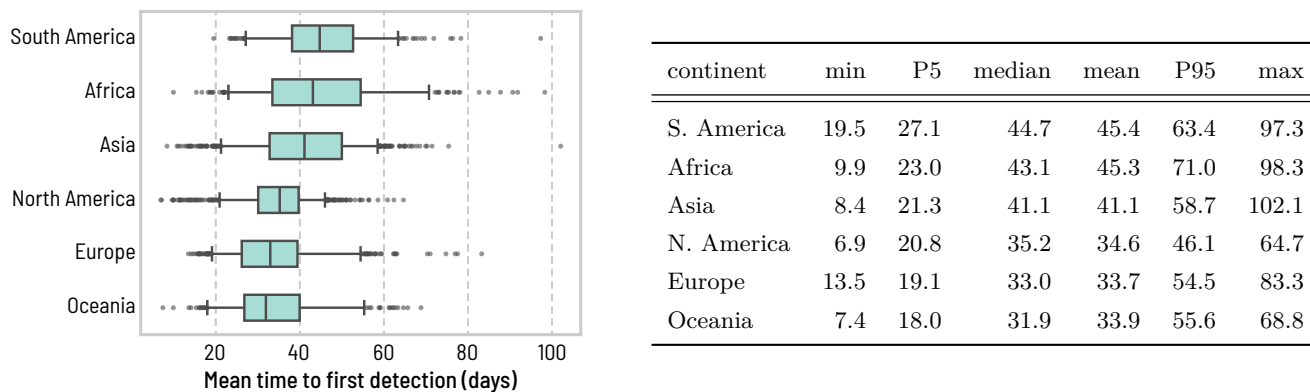 South America
Africa
Asia
North America
Europe
Oceania
20 40 60 80 100
Mean time to first detection (days)
continent min P5 median mean P95 max
S. America 19.5 27.1 44.7 45.4 63.4 97.3
Africa 9.9 23.0 43.1 45.3 71.0 98.3
Asia 8.4 21.3 41.1 41.1 58.7 102.1
N. America 6.9 20.8 35.2 34.6 46.1 64.7
Europe 13.5 19.1 33.0 33.7 54.5 83.3
Oceania 7.4 18.0 31.9 33.9 55.6 68.8